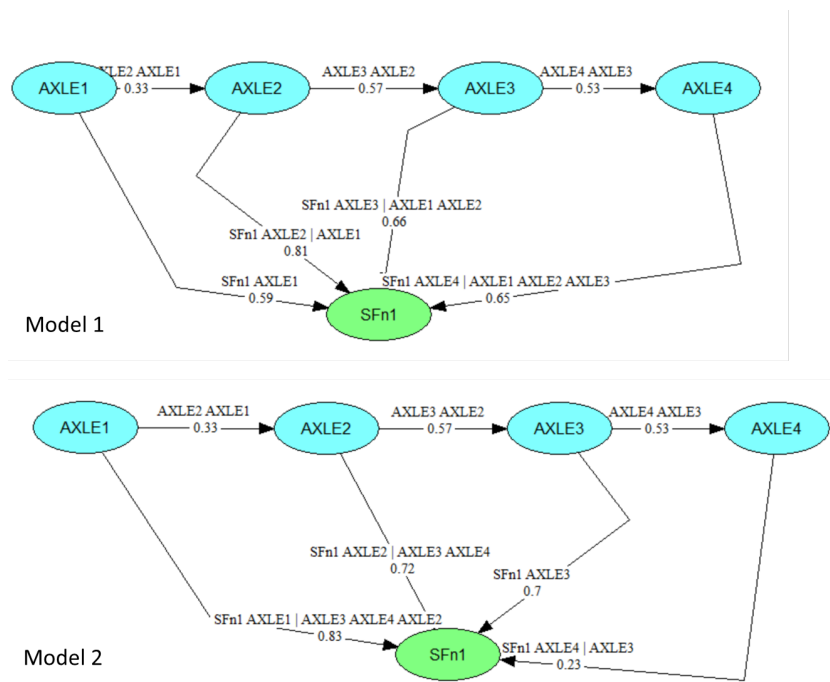 XLE2 AXLE1
AXLE3 AXLE2
AXLE4 AXLE3
AXLE1
0.33
AXLE2
0.57
AXLE3
0.53
AXLE4
SFn1 AXLE3 | AXLE1 AXLE2
0.66
SFn1 AXLE2 | AXLE1
0.81
SFn1 AXLE1
0.59
SFn1 AXLE4 | AXLE1 AXLE2 AXLE3
0.65
SFn1
Model 1
AXLE2 AXLE1
AXLE3 AXLE2
AXLE4 AXLE3
AXLE1
0.33
AXLE2
0.57
AXLE3
0.53
AXLE4
SFn1 AXLE2 | AXLE3 AXLE4
0.72
SFn1 AXLE3
0.7
SFn1 AXLE1 | AXLE3 AXLE4 AXLE2
0.83
SFn1 AXLE4 | AXLE3
0.23
SFn1
Model 2